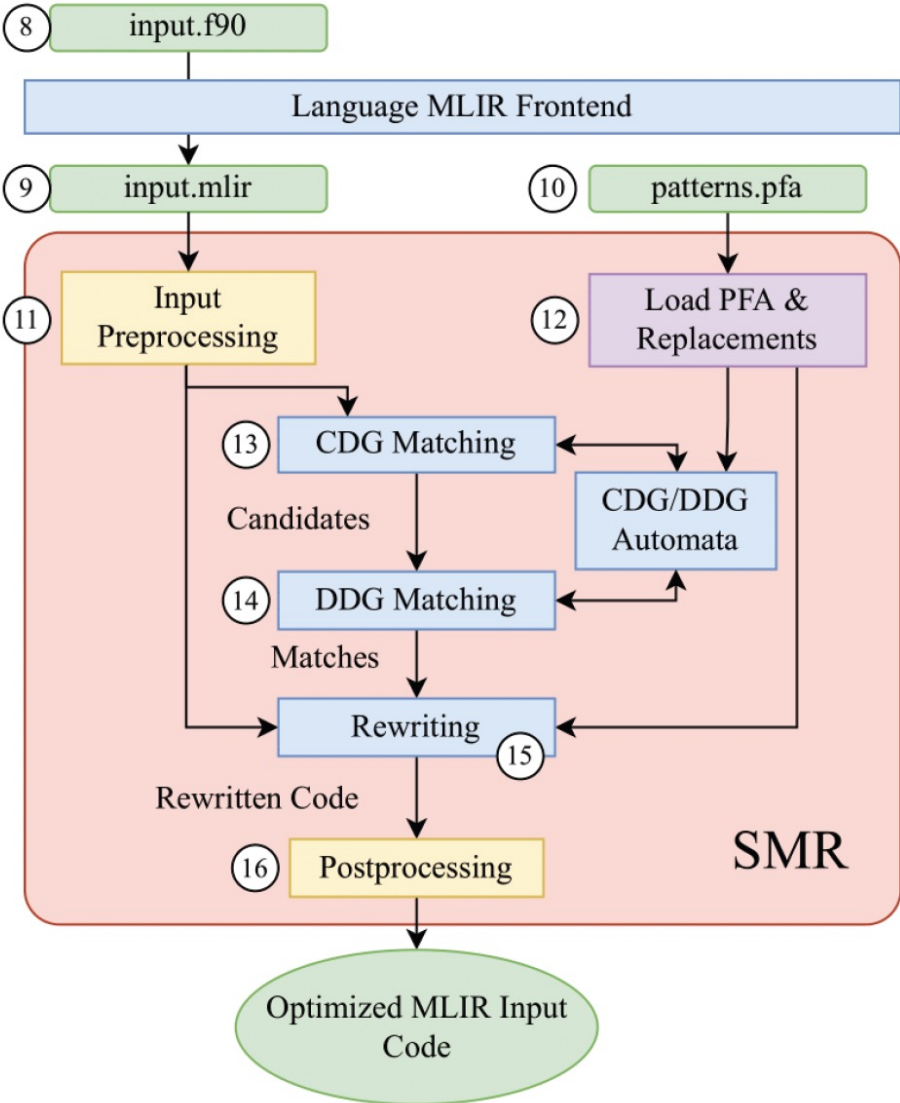 8
input.f90
Language MLIR Frontend
9
input.mlir
10
patterns.pfa
11
Input
Preprocessing
12
Load PFA &
Replacements
13
CDG Matching
CDG/DDG
Automata
Candidates
14
DDG Matching
Matches
Rewriting
15
Rewritten Code
16
Postprocessing
SMR
Optimized MLIR Input
Code